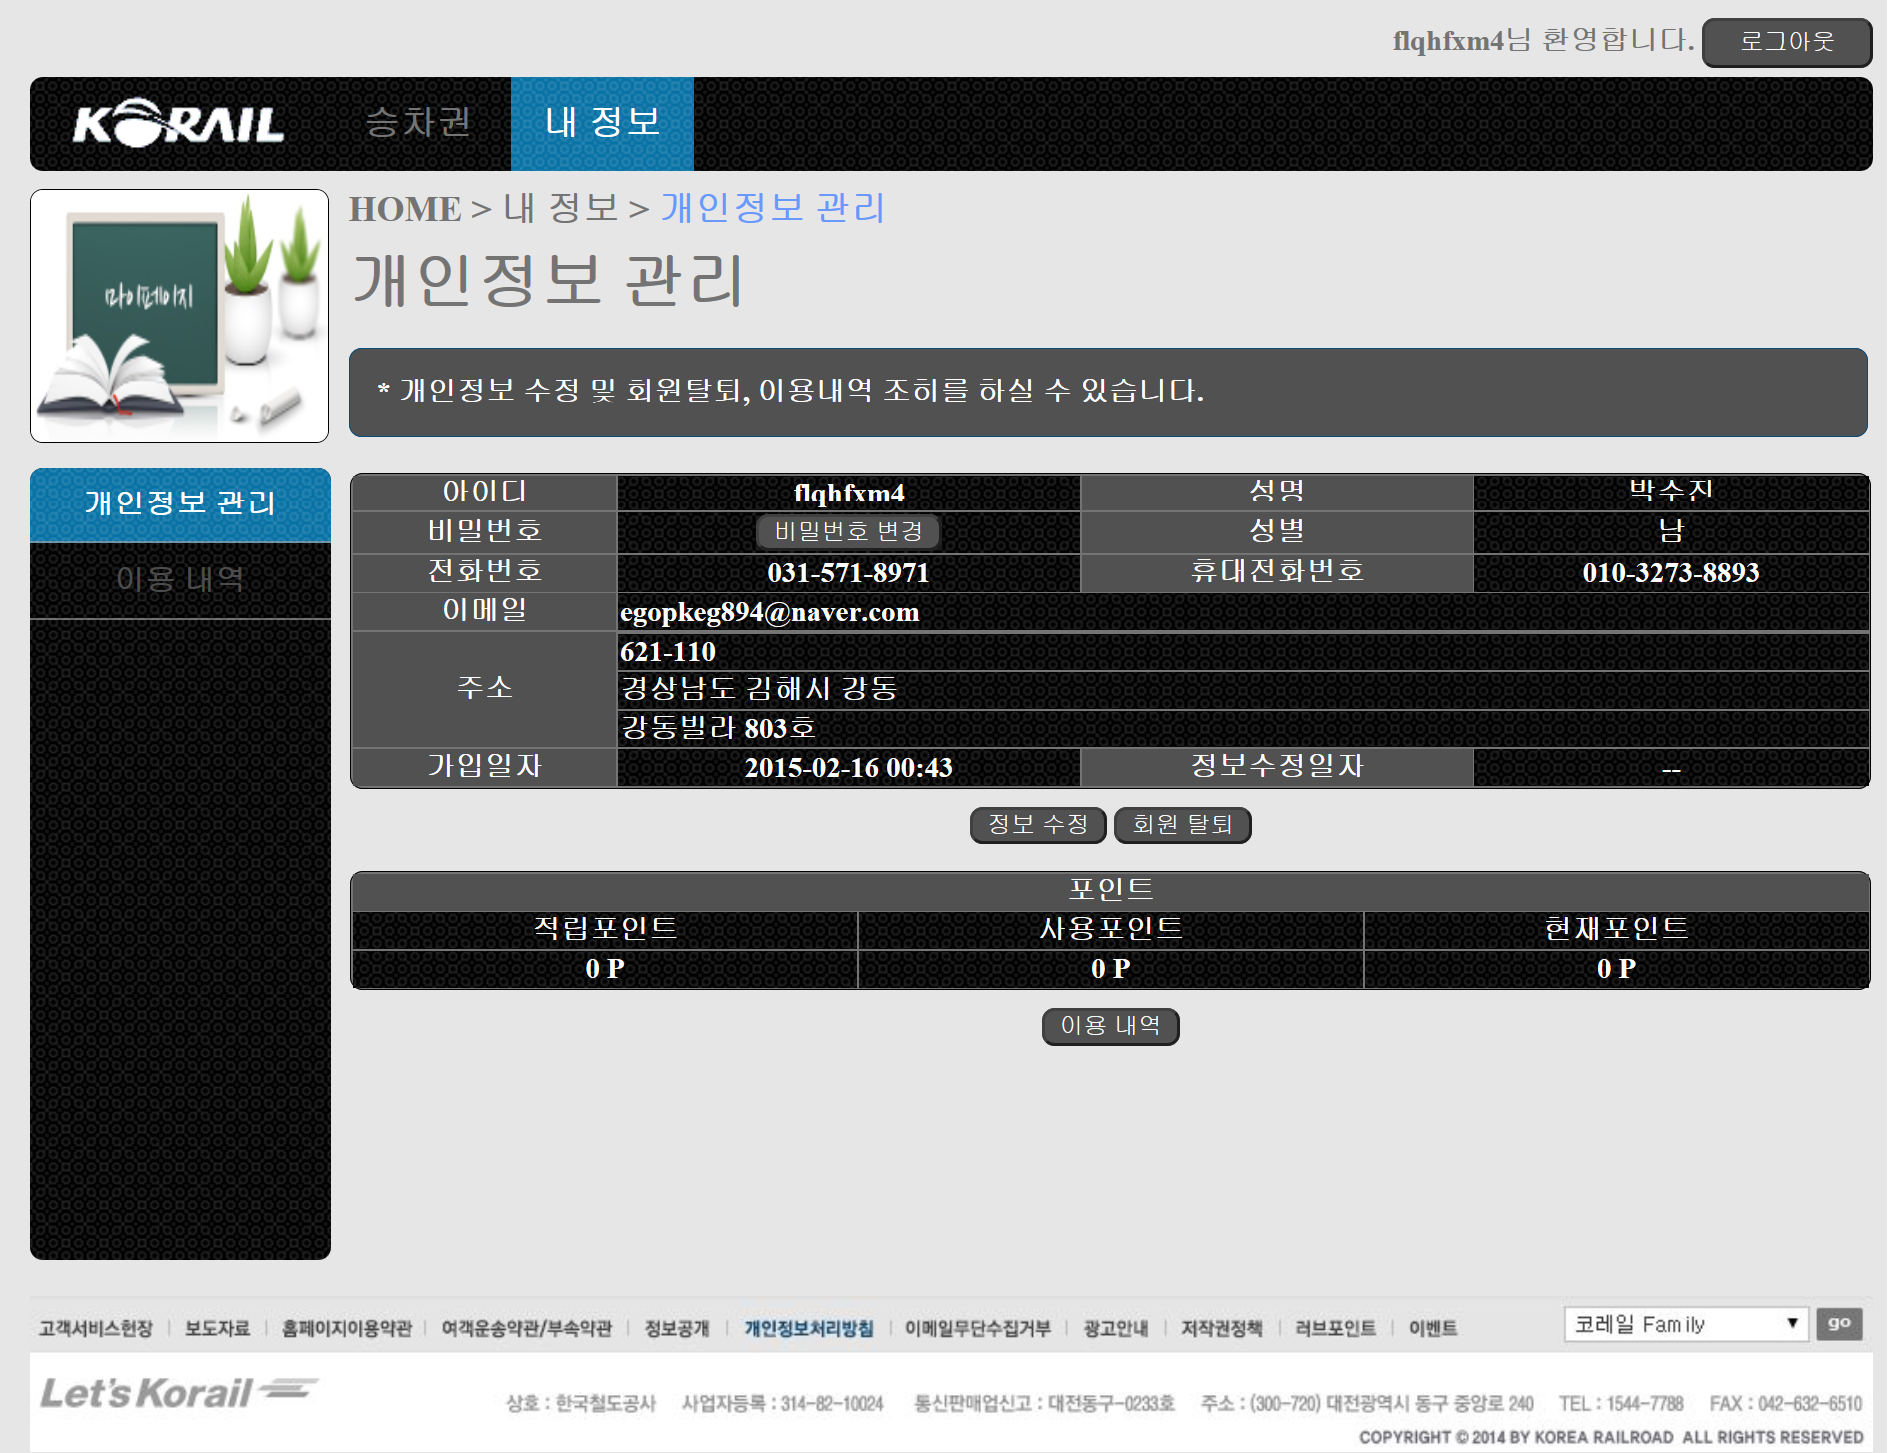 flqhfxm4님 환영합니다. 로그아웃
KORAIL 승차권 내 정보
마이페이지
HOME > 내 정보 > 개인정보 관리
개인정보 관리
* 개인정보 수정 및 회원탈퇴, 이용내역 조히를 하실 수 있습니다.
개인정보 관리
이용 내역
아이디 flqhfxm4 성명 박수진
비밀번호 비밀번호 변경 성별 남
전화번호 031-571-8971 휴대전화번호 010-3273-8893
이메일 egopkeg894@naver.com
주소 621-110
경상남도 김해시 강동
강동빌라 803호
가입일자 2015-02-16 00:43 정보수정일자 --
정보 수정 회원 탈퇴
포인트
적립포인트 사용포인트 현재포인트
0 P 0 P 0 P
이용 내역
고객서비스헌장 | 보도자료 | 홈페이지이용약관 | 여객운송약관/부속약관 | 정보공개 | 개인정보처리방침 | 이메일무단수집거부 | 광고안내 | 저작권정책 | 러브포인트 | 이벤트 코레일 Family ▼ go
Let's Korail 상호 : 한국철도공사 사업자등록 : 314-82-10024 통신판매업신고 : 대전동구-0233호 주소 : (300-720) 대전광역시 동구 중앙로 240 TEL : 1544-7788 FAX : 042-632-6510
COPYRIGHT © 2014 BY KOREA RAILROAD ALL RIGHTS RESERVED